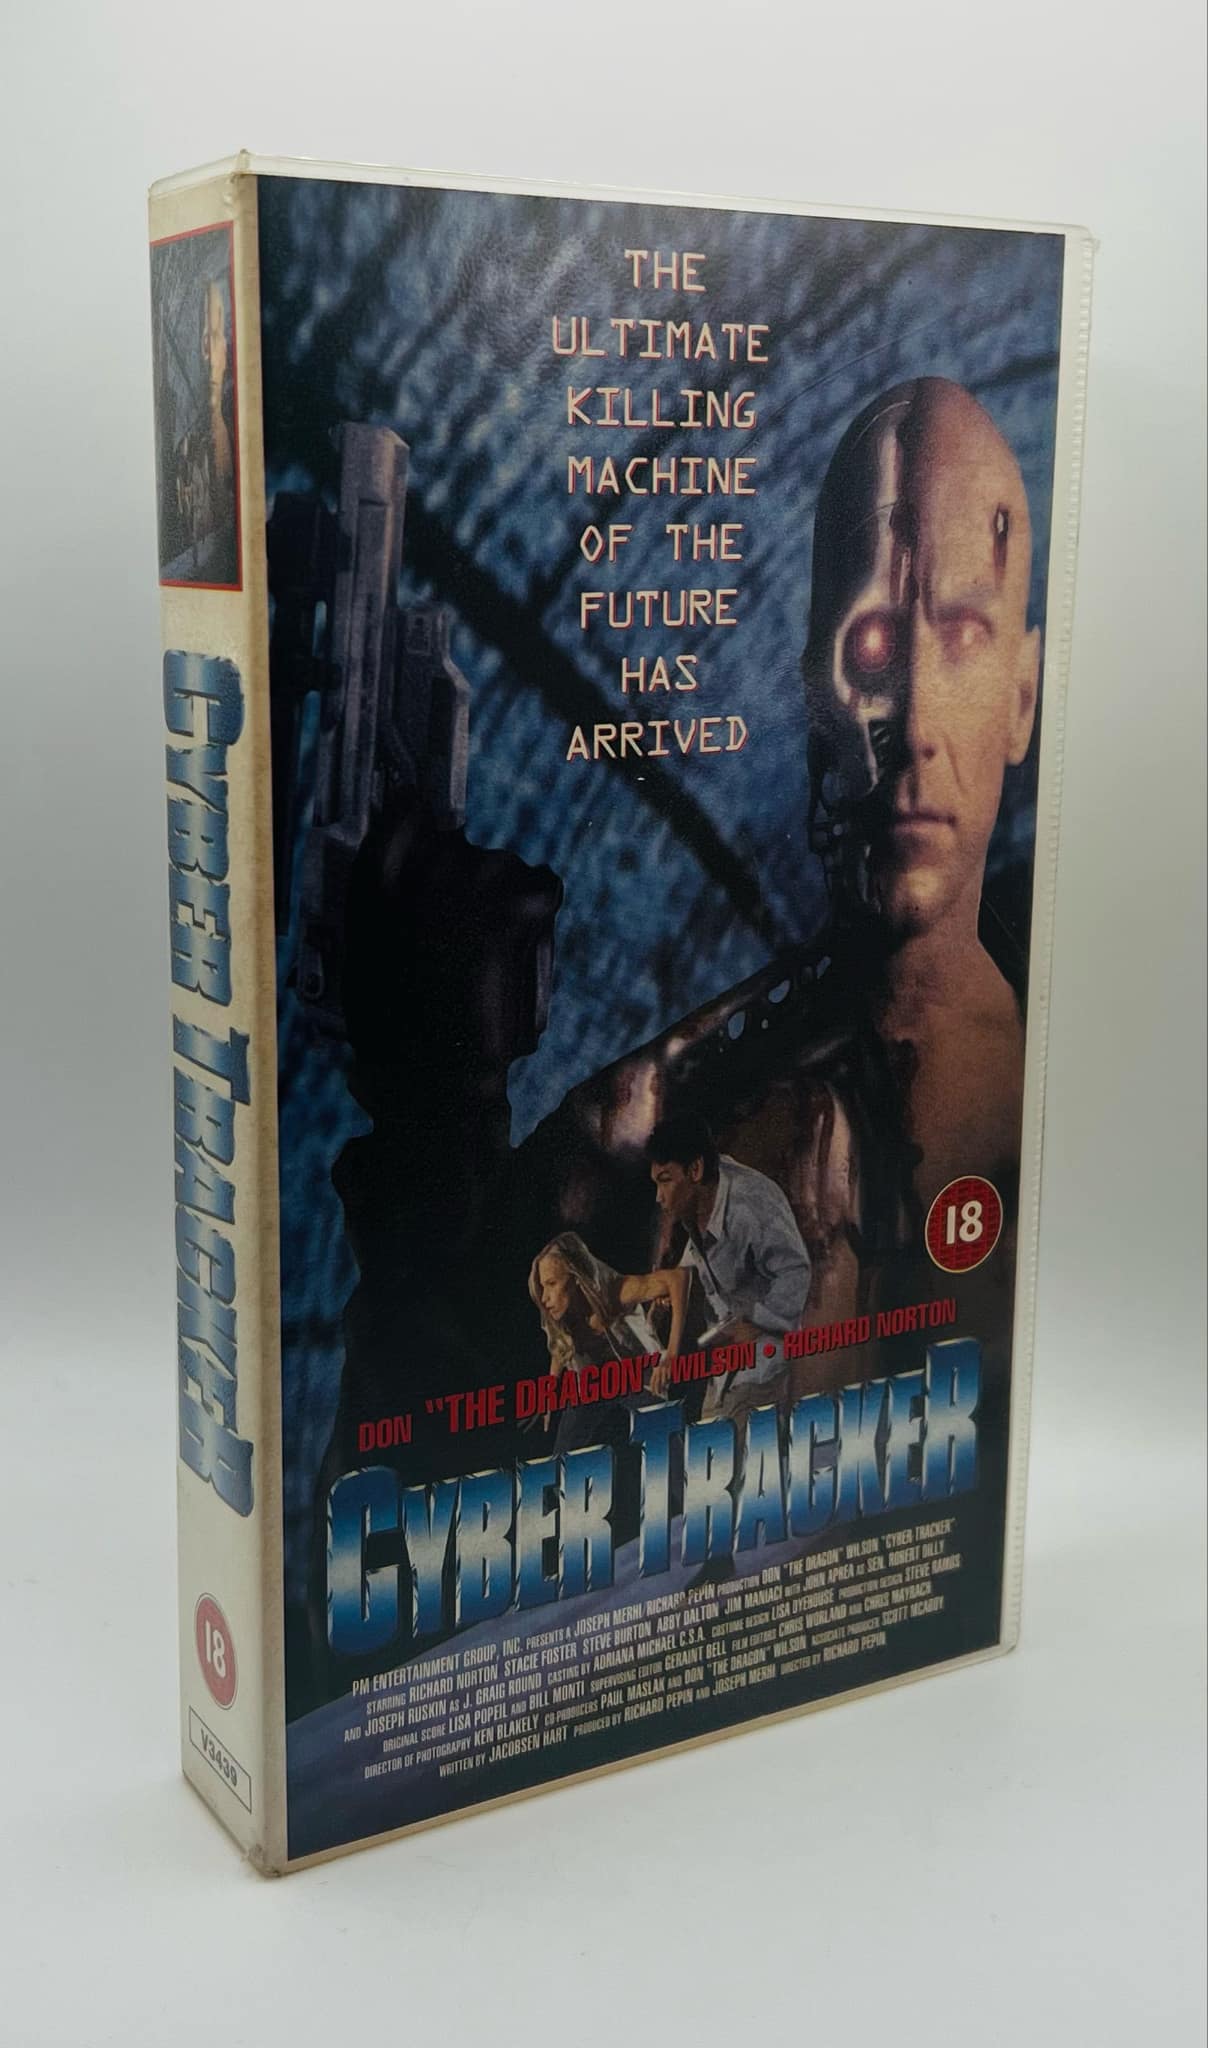 THE
ULTIMATE
KILLING
MACHINE
OF THE
FUTURE
HAS
ARRIVED
18
DON "THE DRAGON" WILSON • RICHARD NORTON
CYBER TRACKER
PM ENTERTAINMENT GROUP, INC. PRESENTS A JOSEPH MERHI/RICHARD PEPIN PRODUCTION DON "THE DRAGON" WILSON "CYBER-TRACKER"
STARRING RICHARD NORTON STACIE FOSTER STEVE BURTON ABBY DALTON JIM MANIACI WITH JOHN APREA AS SEN. ROBERT DILLY
AND JOSEPH RUSKIN AS J. CRAIG ROUND CASTING BY ADRIANA MICHAEL C.S.A. COSTUME DESIGN LISA DYEHOUSE PRODUCTION DESIGN STEVE RAMOS
ORIGINAL SCORE LISA POPEIL AND BILL MONTI SUPERVISING EDITOR GERAINT BELL FILM EDITORS CHRIS WORLAND AND CHRIS MAYBACH
DIRECTOR OF PHOTOGRAPHY KEN BLAKELY CO-PRODUCERS PAUL MASLAK AND DON "THE DRAGON" WILSON ASSOCIATE PRODUCER SCOTT MCABOY
WRITTEN BY JACOBSEN HART PRODUCED BY RICHARD PEPIN AND JOSEPH MERHI DIRECTED BY RICHARD PEPIN
CYBER TRACKER
18
V3439